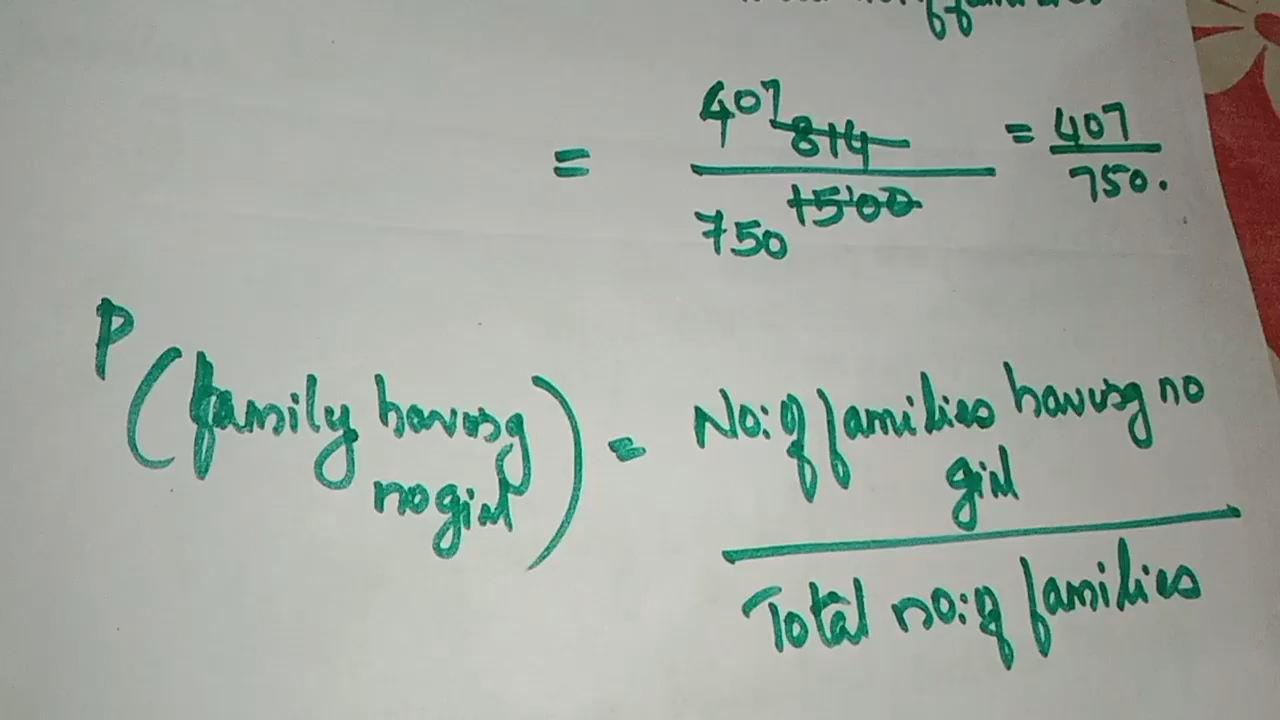 = 407 814 / 750 1500 = 407 / 750.
P (family having no girl) = No: of families having no girl
Total no: of families